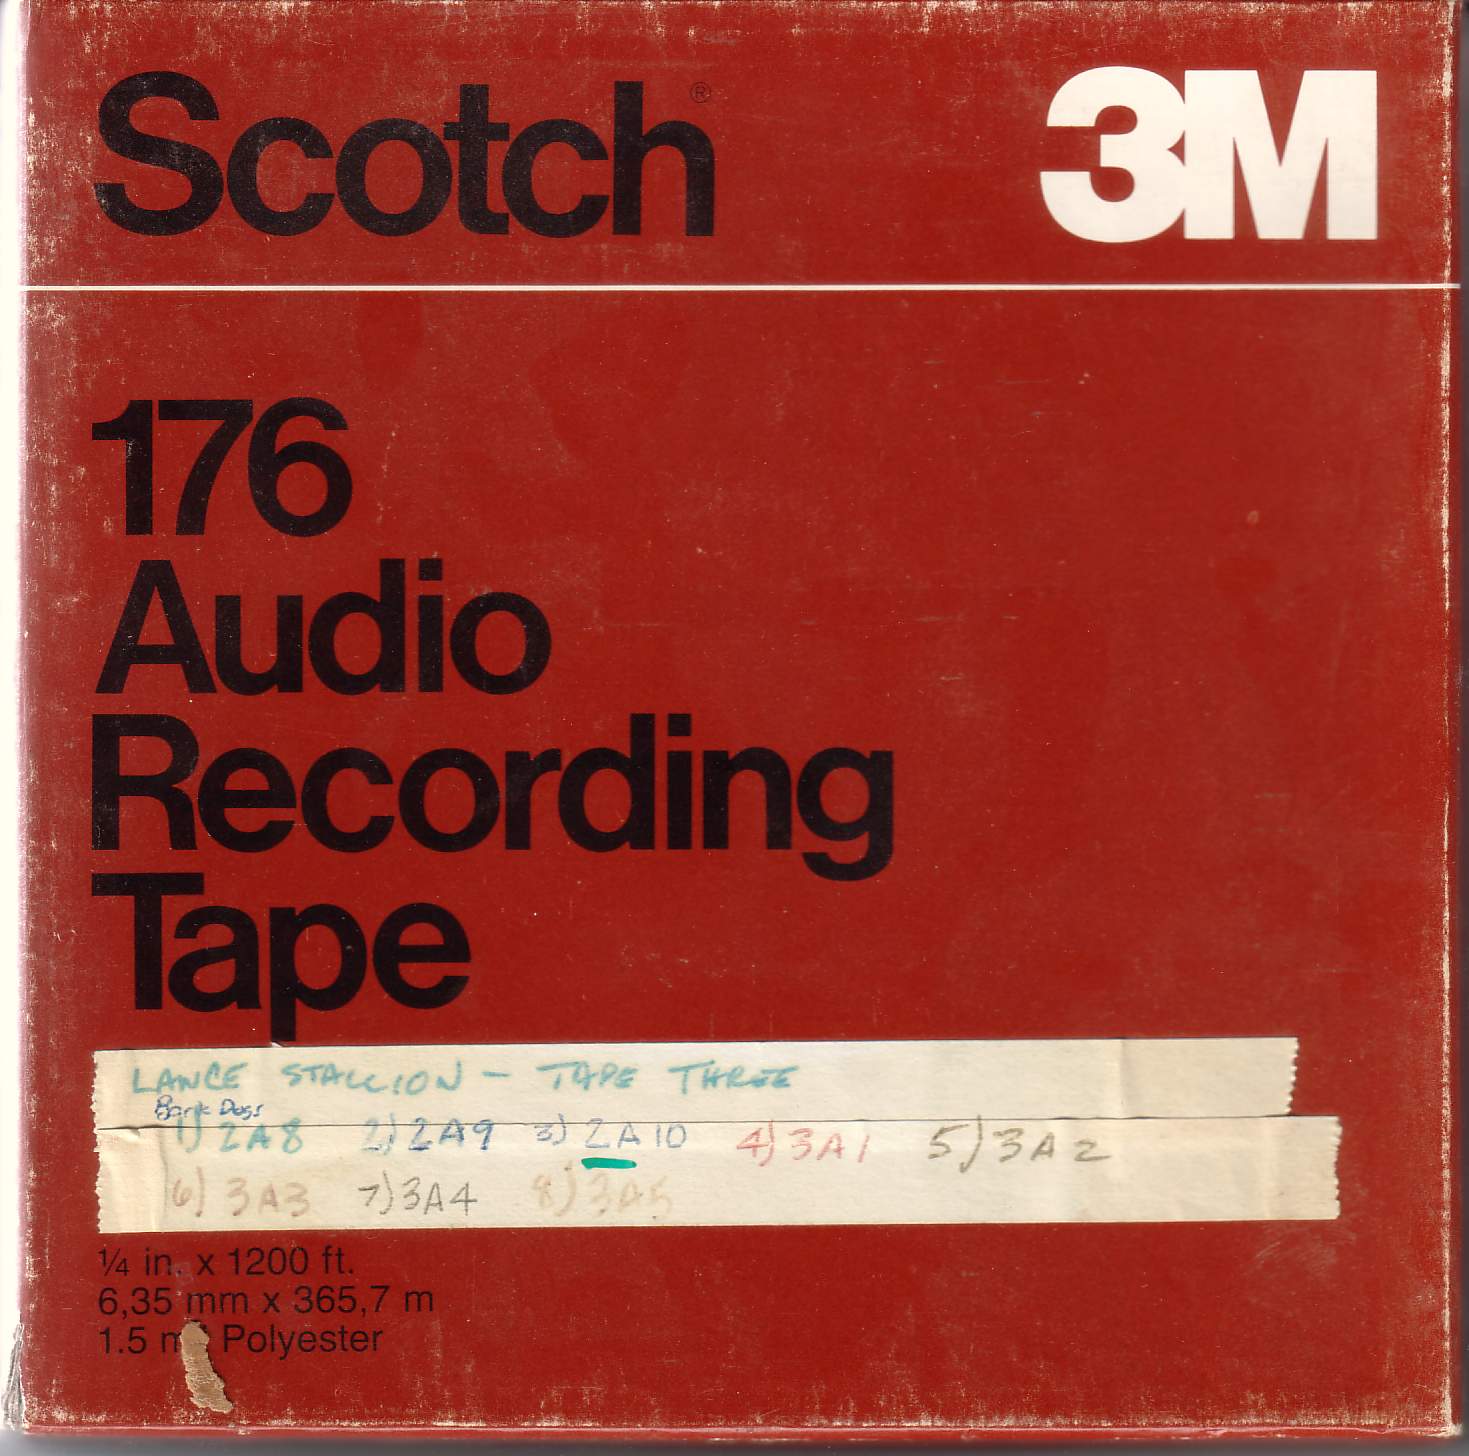 Scotch® 3M
176
Audio
Recording
Tape
LANCE STALLION - TAPE THREE
Bark Dogs
1) 2A8 2) 2A9 3) 2A10 4) 3A1 5) 3A2
6) 3A3 7) 3A4 8) 3A5
1/4 in. x 1200 ft.
6,35 mm x 365,7 m
1.5 Polyester